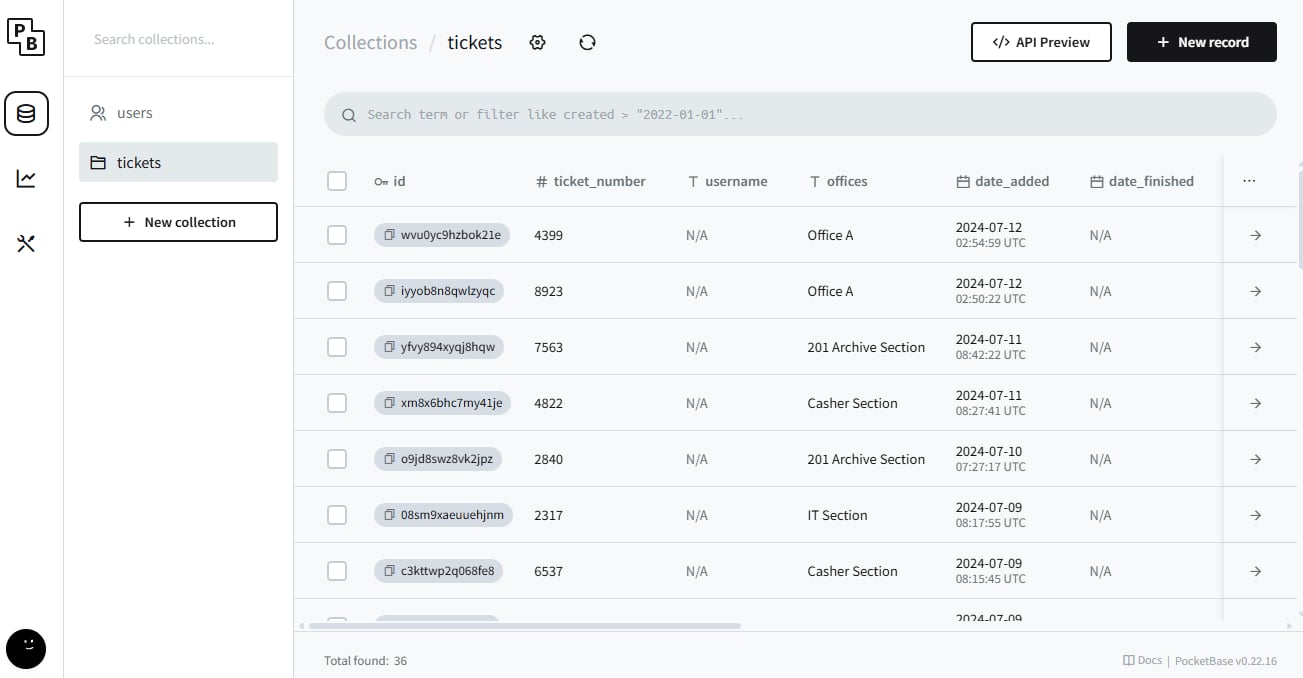 PB
Search collections...
Collections / tickets
</> API Preview
+ New record
users
tickets
+ New collection
Search term or filter like created > "2022-01-01"...
id # ticket_number T username T offices date_added date_finished ...
wvu0yc9hzbok21e 4399 N/A Office A 2024-07-12 02:54:59 UTC N/A
iyyob8n8qwlzyqc 8923 N/A Office A 2024-07-12 02:50:22 UTC N/A
yfvy894xyqj8hqw 7563 N/A 201 Archive Section 2024-07-11 08:42:22 UTC N/A
xm8x6bhc7my41je 4822 N/A Casher Section 2024-07-11 08:27:41 UTC N/A
o9jd8swz8vk2jpz 2840 N/A 201 Archive Section 2024-07-10 07:27:17 UTC N/A
08sm9xaeuuehjnm 2317 N/A IT Section 2024-07-09 08:17:55 UTC N/A
c3kttwp2q068fe8 6537 N/A Casher Section 2024-07-09 08:15:45 UTC N/A
2024-07-09
Total found: 36
Docs | PocketBase v0.22.16